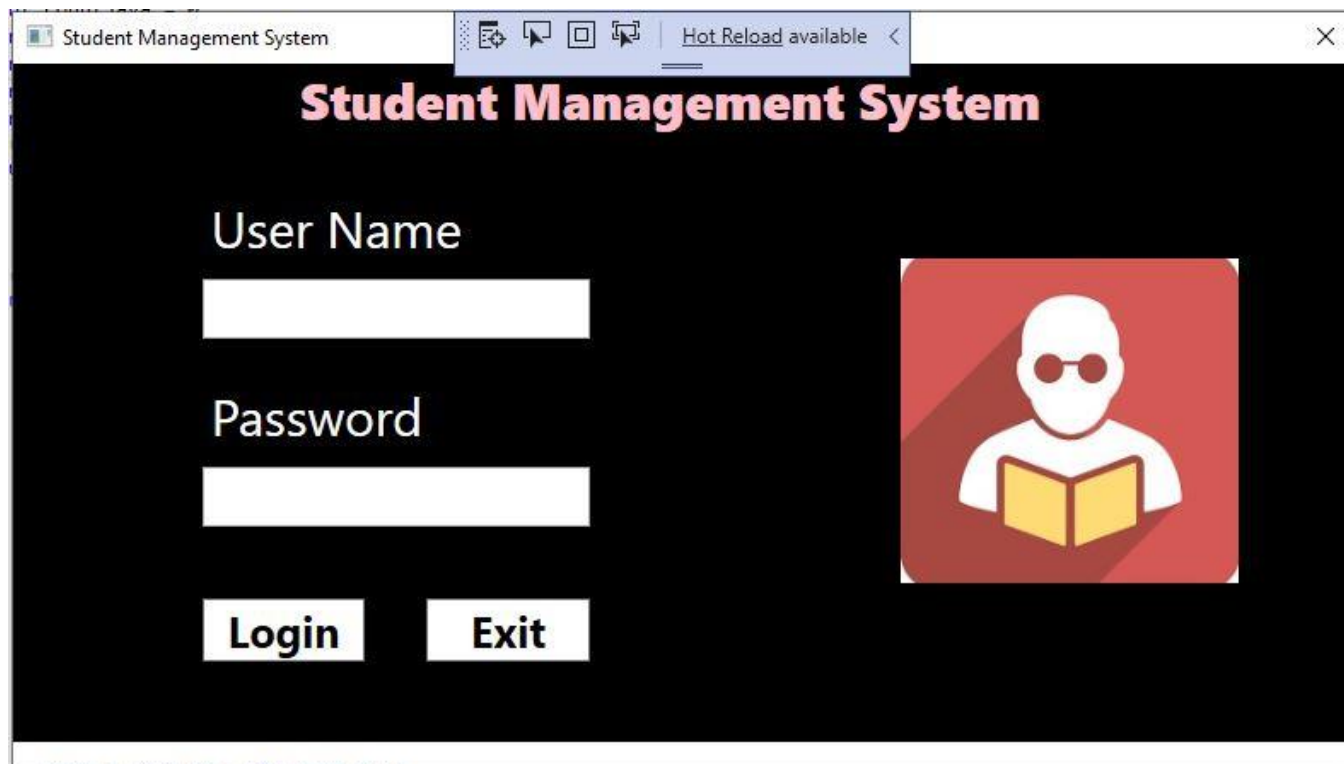 Student Management System
Hot Reload available
Student Management System
User Name
Password
Login Exit